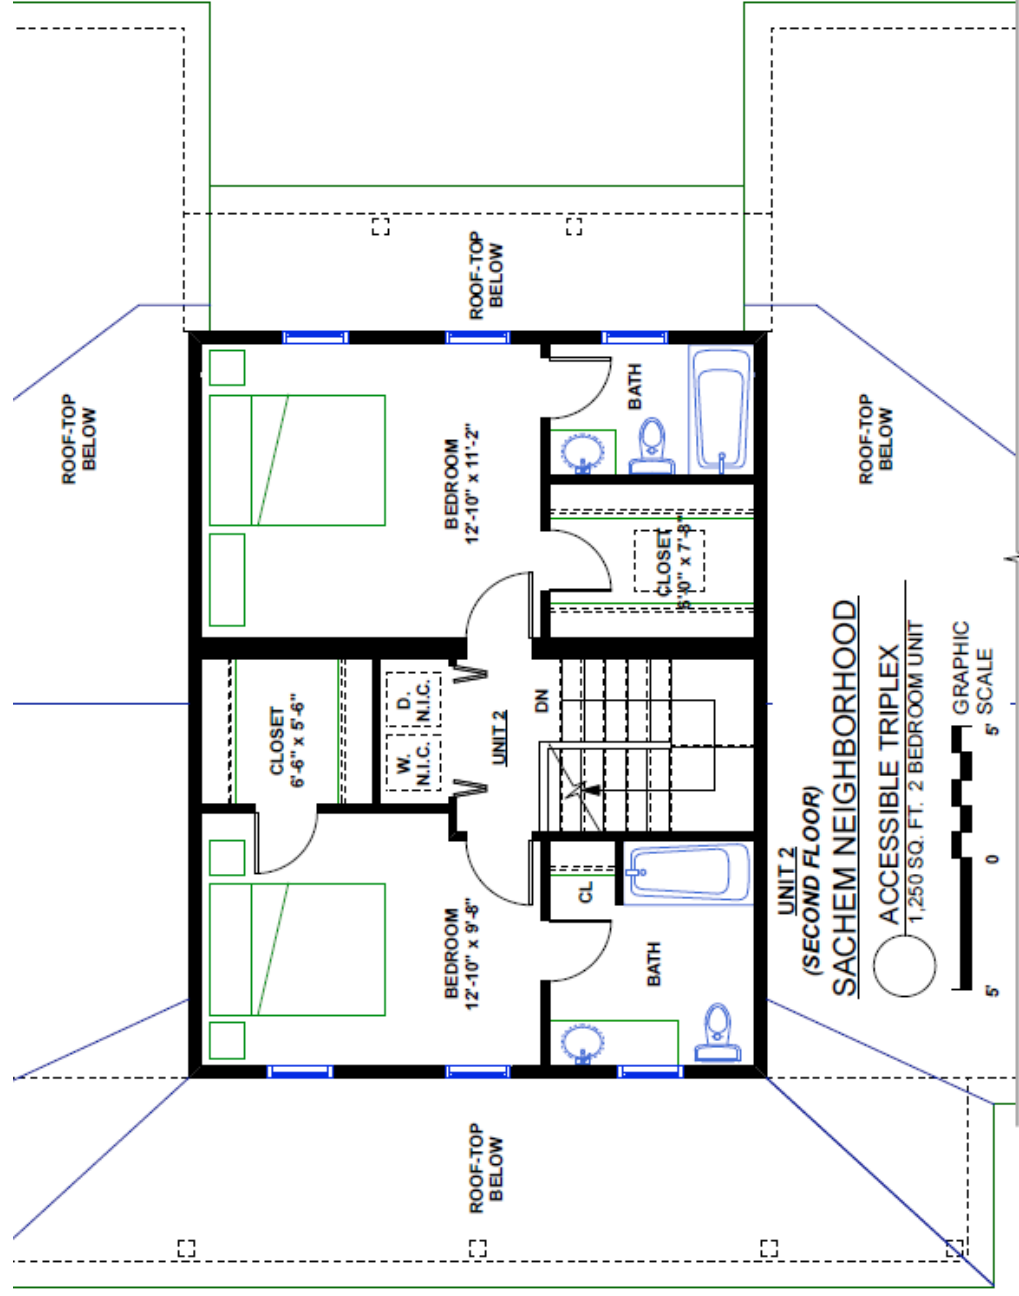 ROOF-TOP
BELOW
CLOSET
6'-6" x 5'-6"
W.
N.I.C.
D.
N.I.C.
BEDROOM
12'-10" x 9'-8"
BEDROOM
12'-10" x 11'-2"
ROOF-TOP
BELOW
UNIT 2
ROOF-TOP
BELOW
DN
CL
BATH
BATH
CLOSET
6'-0" x 7'-8"
ROOF-TOP
BELOW
UNIT 2
(SECOND FLOOR)
SACHEM NEIGHBORHOOD
ACCESSIBLE TRIPLEX
1,250 SQ. FT. 2 BEDROOM UNIT
GRAPHIC
SCALE
5' 0 5'